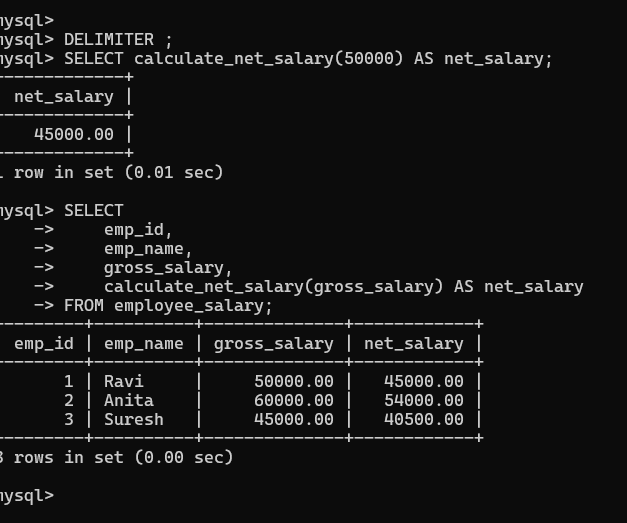 mysql>
mysql> DELIMITER ;
mysql> SELECT calculate_net_salary(50000) AS net_salary;
-------------+
 net_salary |
-------------+
   45000.00 |
-------------+
1 row in set (0.01 sec)

mysql> SELECT
    ->     emp_id,
    ->     emp_name,
    ->     gross_salary,
    ->     calculate_net_salary(gross_salary) AS net_salary
    -> FROM employee_salary;
---------+----------+--------------+------------+
 emp_id | emp_name | gross_salary | net_salary |
---------+----------+--------------+------------+
      1 | Ravi     |     50000.00 |   45000.00 |
      2 | Anita    |     60000.00 |   54000.00 |
      3 | Suresh   |     45000.00 |   40500.00 |
---------+----------+--------------+------------+
3 rows in set (0.00 sec)

mysql>